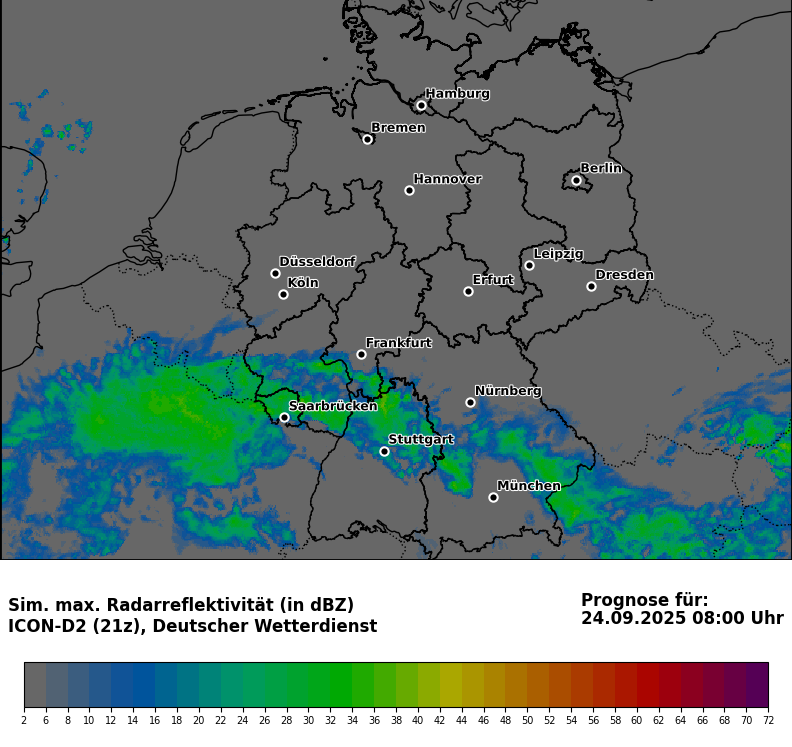 Hamburg
Bremen
Berlin
Hannover
Leipzig
Düsseldorf
Dresden
Köln
Erfurt
Frankfurt
Nürnberg
Saarbrücken
Stuttgart
München
Sim. max. Radarreflektivität (in dBZ)
ICON-D2 (21z), Deutscher Wetterdienst
Prognose für:
24.09.2025 08:00 Uhr
2 6 8 10 12 14 16 18 20 22 24 26 28 30 32 34 36 38 40 42 44 46 48 50 52 54 56 58 60 62 64 66 68 70 72